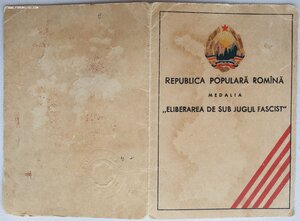 REPUBLICA POPULARĂ ROMÎNĂ
MEDALIA
„ELIBERAREA DE SUB JUGUL FASCIST"